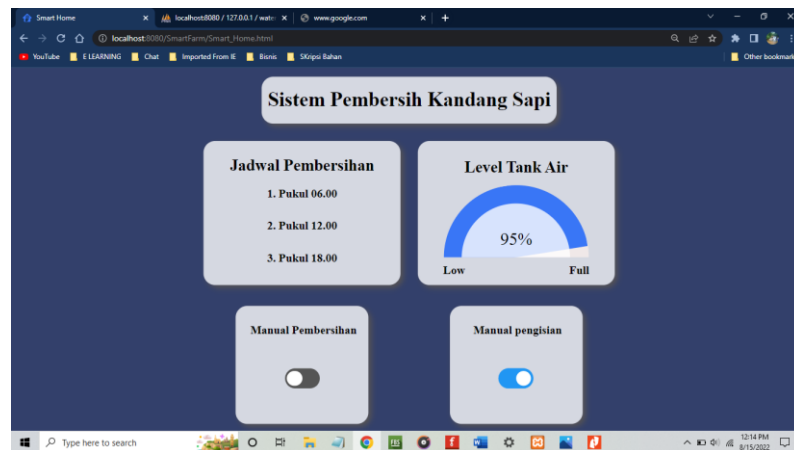 Smart Home
localhost:8080 / 127.0.0.1 / wate
www.google.com
localhost:8080/SmartFarm/Smart_Home.html
YouTube E LEARNING Chat Imported From IE Bisnis SKripsi Bahan Other bookmark
Sistem Pembersih Kandang Sapi
Jadwal Pembersihan
1. Pukul 06.00
2. Pukul 12.00
3. Pukul 18.00
Level Tank Air
95%
Low Full
Manual Pembersihan
Manual pengisian
Type here to search
12:14 PM
8/15/2022